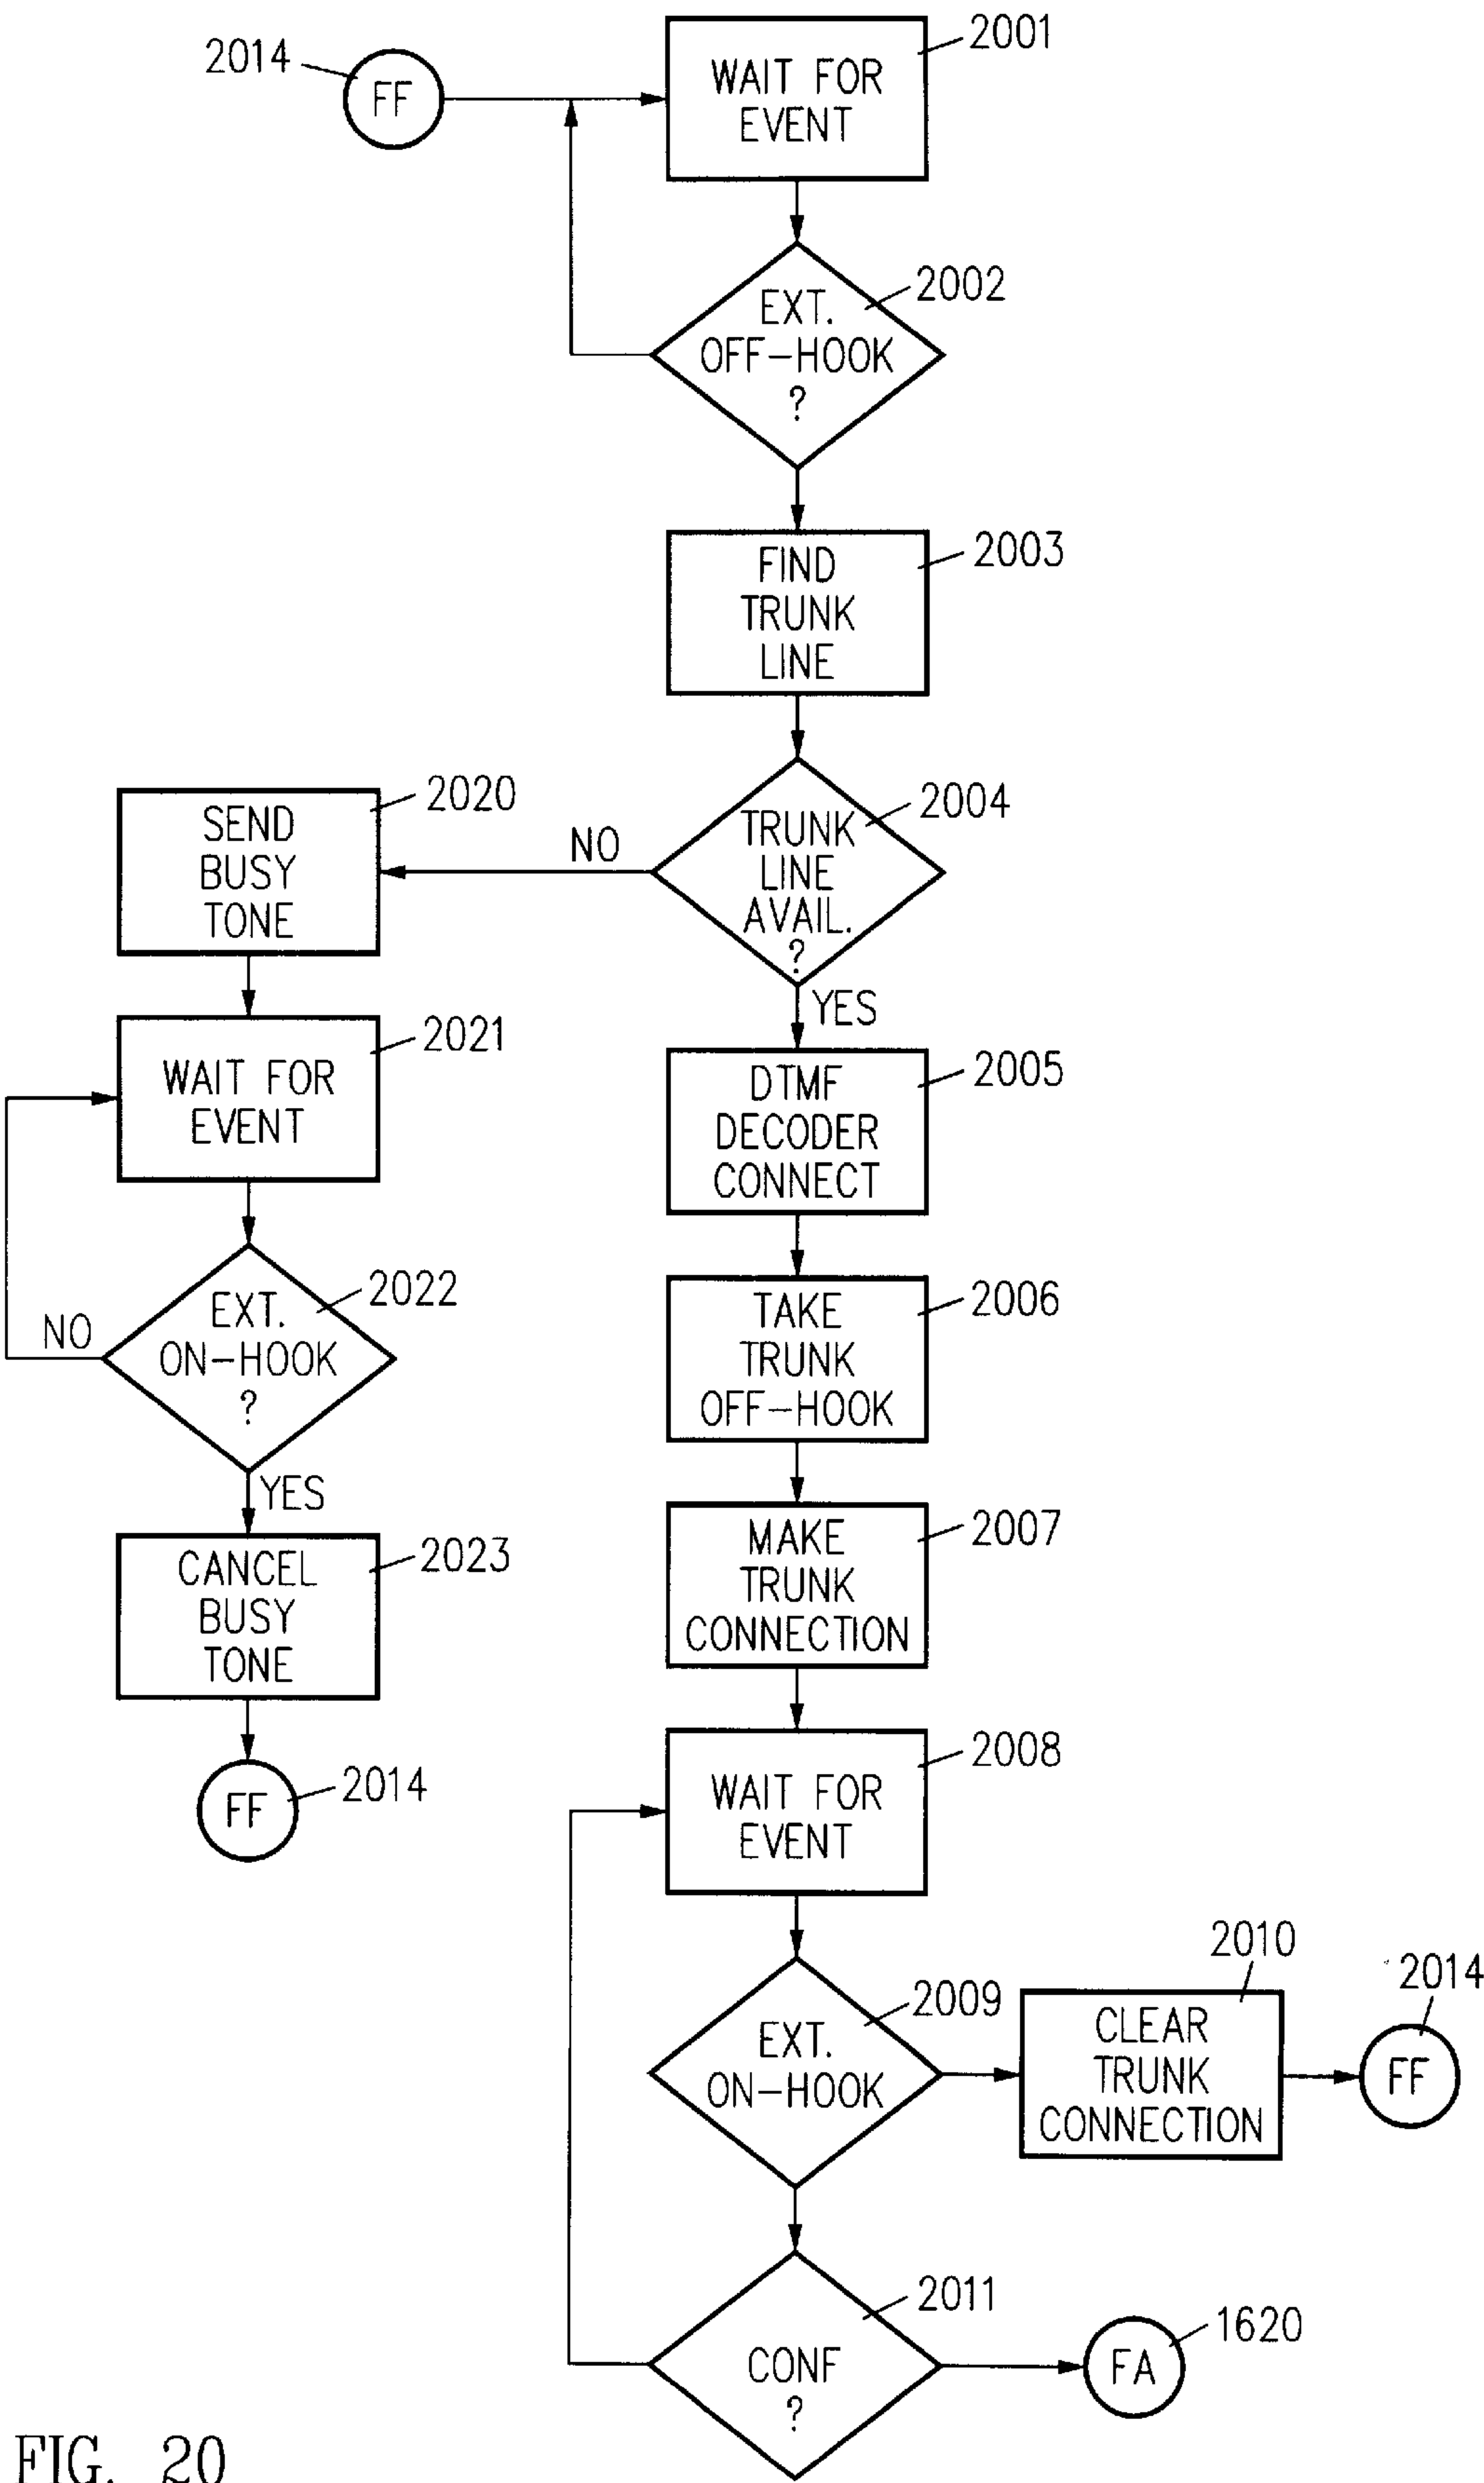 2014
FF
2001
WAIT FOR
EVENT
2002
EXT.
OFF-HOOK
?
2003
FIND
TRUNK
LINE
2004
TRUNK
LINE
AVAIL.
?
NO
YES
2020
SEND
BUSY
TONE
2021
WAIT FOR
EVENT
2022
EXT.
ON-HOOK
?
NO
YES
2023
CANCEL
BUSY
TONE
FF
2014
2005
DTMF
DECODER
CONNECT
2006
TAKE
TRUNK
OFF-HOOK
2007
MAKE
TRUNK
CONNECTION
2008
WAIT FOR
EVENT
2009
EXT.
ON-HOOK
2010
CLEAR
TRUNK
CONNECTION
2014
FF
2011
CONF
?
1620
FA
FIG. 20